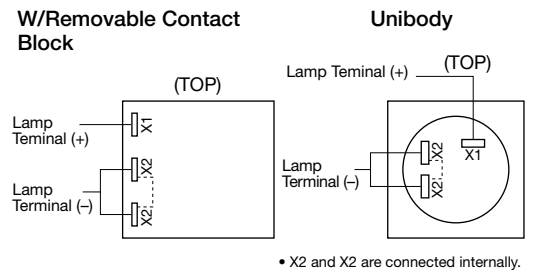 W/Removable Contact
Block
(TOP)
Lamp
Teminal (+)
X1
X2
Lamp
Terminal (–)
X2
Unibody
Lamp Teminal (+)
(TOP)
X1
X2
Lamp
Terminal (–)
X2
• X2 and X2 are connected internally.